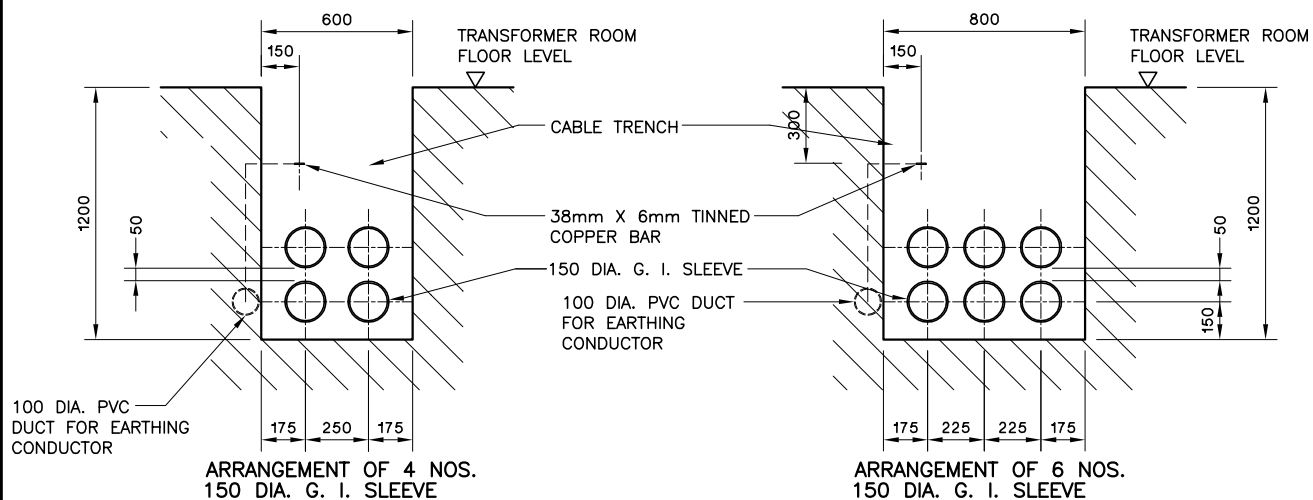 600
150
TRANSFORMER ROOM
FLOOR LEVEL
1200
50
100 DIA. PVC
DUCT FOR EARTHING
CONDUCTOR
175
250
175
ARRANGEMENT OF 4 NOS.
150 DIA. G. I. SLEEVE
CABLE TRENCH
38mm X 6mm TINNED
COPPER BAR
150 DIA. G. I. SLEEVE
100 DIA. PVC DUCT
FOR EARTHING
CONDUCTOR
800
150
TRANSFORMER ROOM
FLOOR LEVEL
300
1200
50
150
175
225
225
175
ARRANGEMENT OF 6 NOS.
150 DIA. G. I. SLEEVE